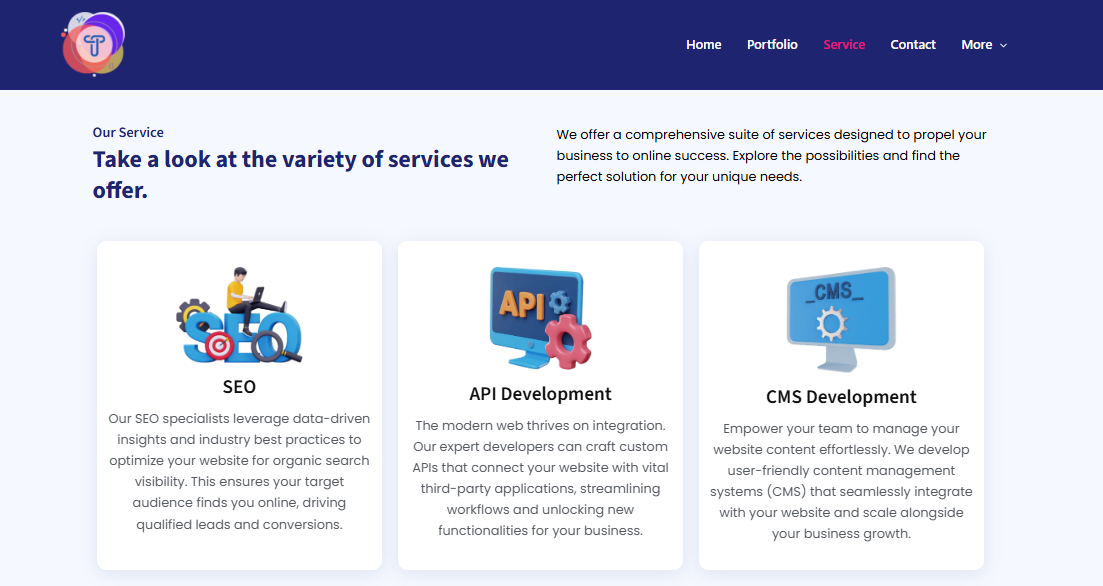 T
Home Portfolio Service Contact More
Our Service
Take a look at the variety of services we
offer.
We offer a comprehensive suite of services designed to propel your
business to online success. Explore the possibilities and find the
perfect solution for your unique needs.
SEO
SEO
Our SEO specialists leverage data-driven
insights and industry best practices to
optimize your website for organic search
visibility. This ensures your target
audience finds you online, driving
qualified leads and conversions.
API
API Development
The modern web thrives on integration.
Our expert developers can craft custom
APIs that connect your website with vital
third-party applications, streamlining
workflows and unlocking new
functionalities for your business.
_CMS_
CMS Development
Empower your team to manage your
website content effortlessly. We develop
user-friendly content management
systems (CMS) that seamlessly integrate
with your website and scale alongside
your business growth.